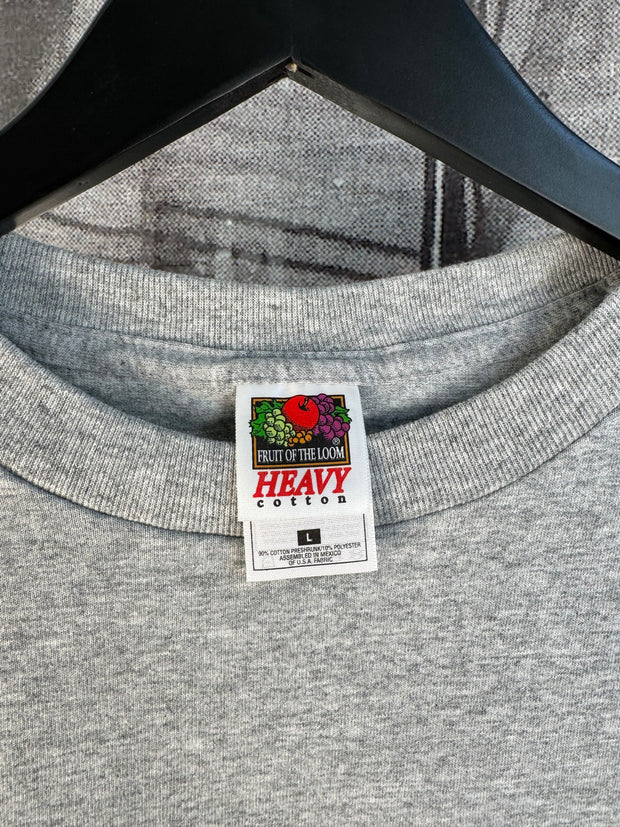 FRUIT OF THE LOOM
®
HEAVY
cotton
L
90% COTTON PRESHRUNK/10% POLYESTER
ASSEMBLED IN MEXICO
OF U.S.A. FABRIC